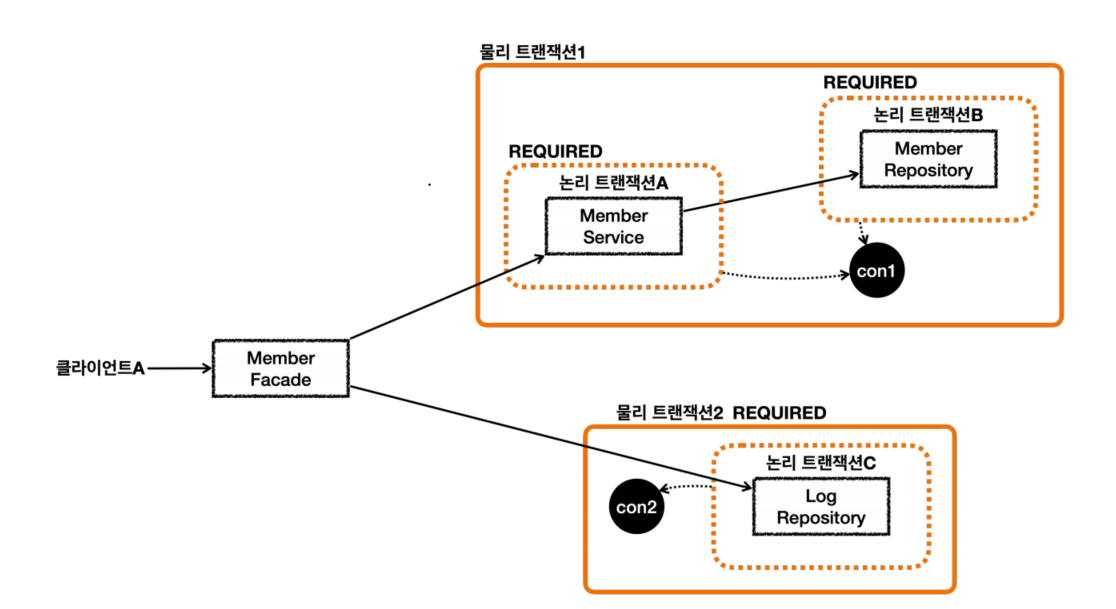 물리 트랜잭션1
REQUIRED
논리 트랜잭션B
Member
Repository
REQUIRED
논리 트랜잭션A
Member
Service
con1
클라이언트A
Member
Facade
물리 트랜잭션2 REQUIRED
논리 트랜잭션C
con2
Log
Repository